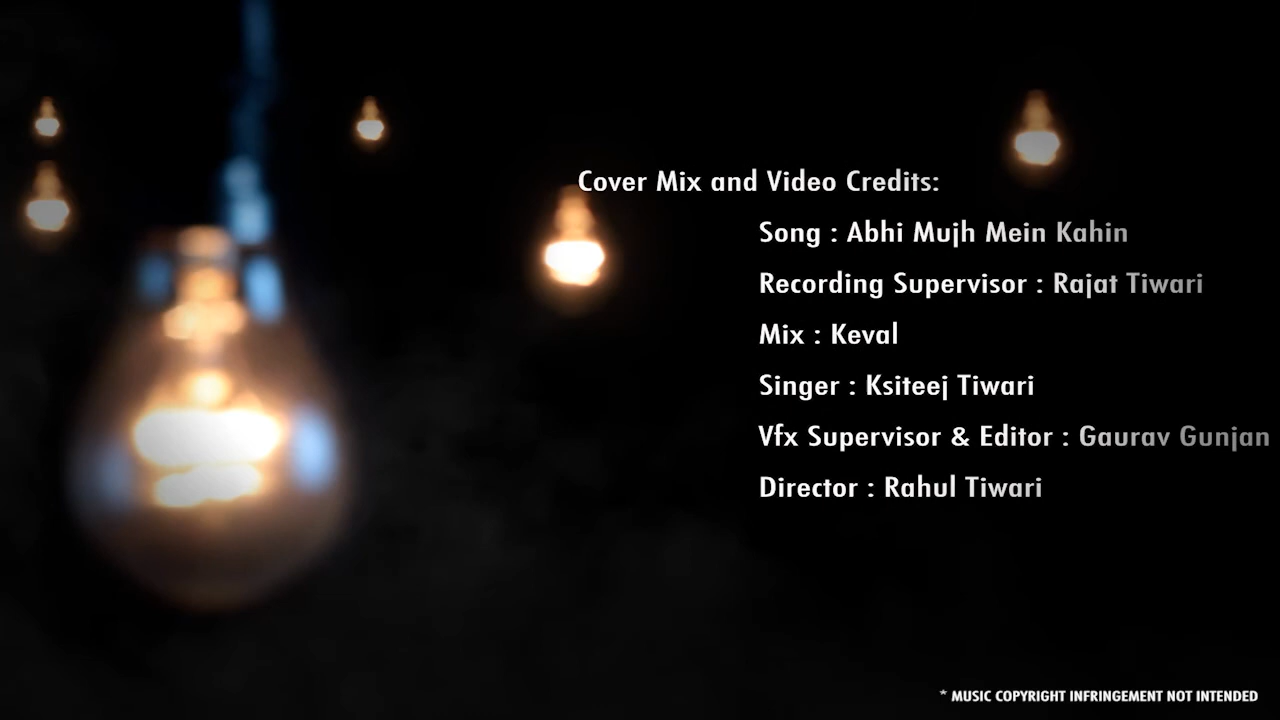 Cover Mix and Video Credits:
Song : Abhi Mujh Mein Kahin
Recording Supervisor : Rajat Tiwari
Mix : Keval
Singer : Ksiteej Tiwari
Vfx Supervisor & Editor : Gaurav Gunjan
Director : Rahul Tiwari
* MUSIC COPYRIGHT INFRINGEMENT NOT INTENDED